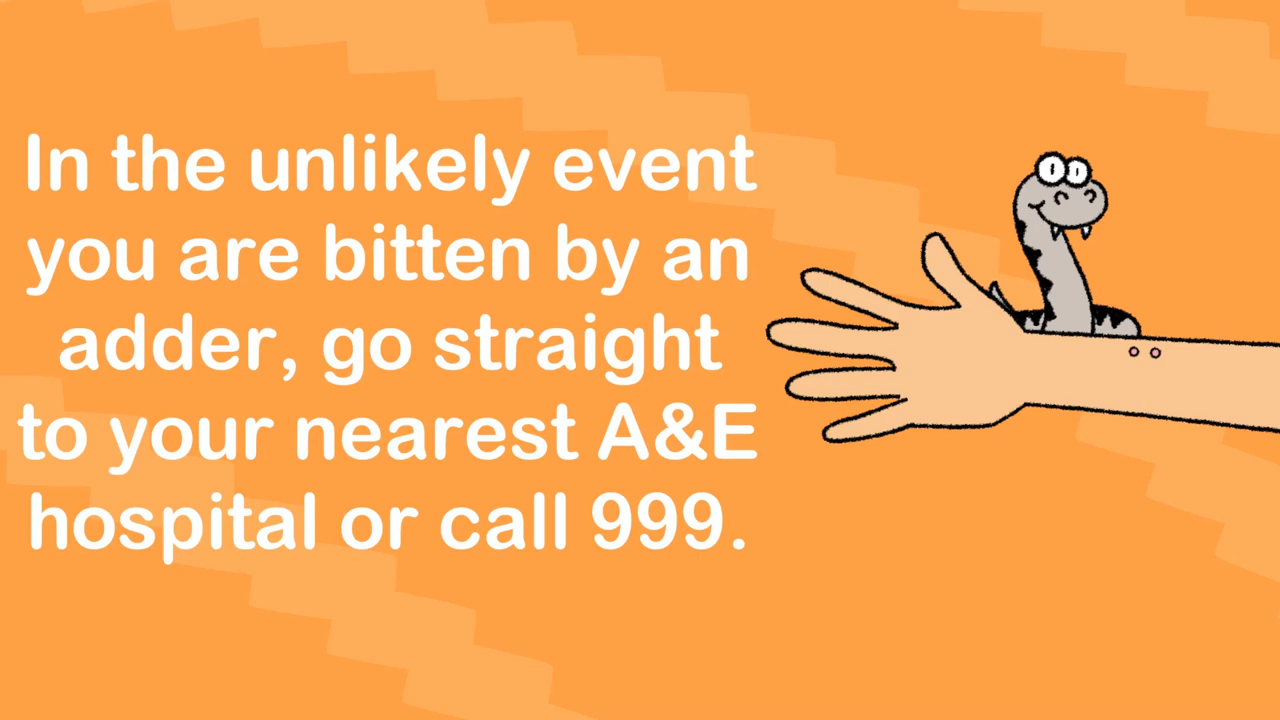 In the unlikely event
you are bitten by an
adder, go straight
to your nearest A&E
hospital or call 999.